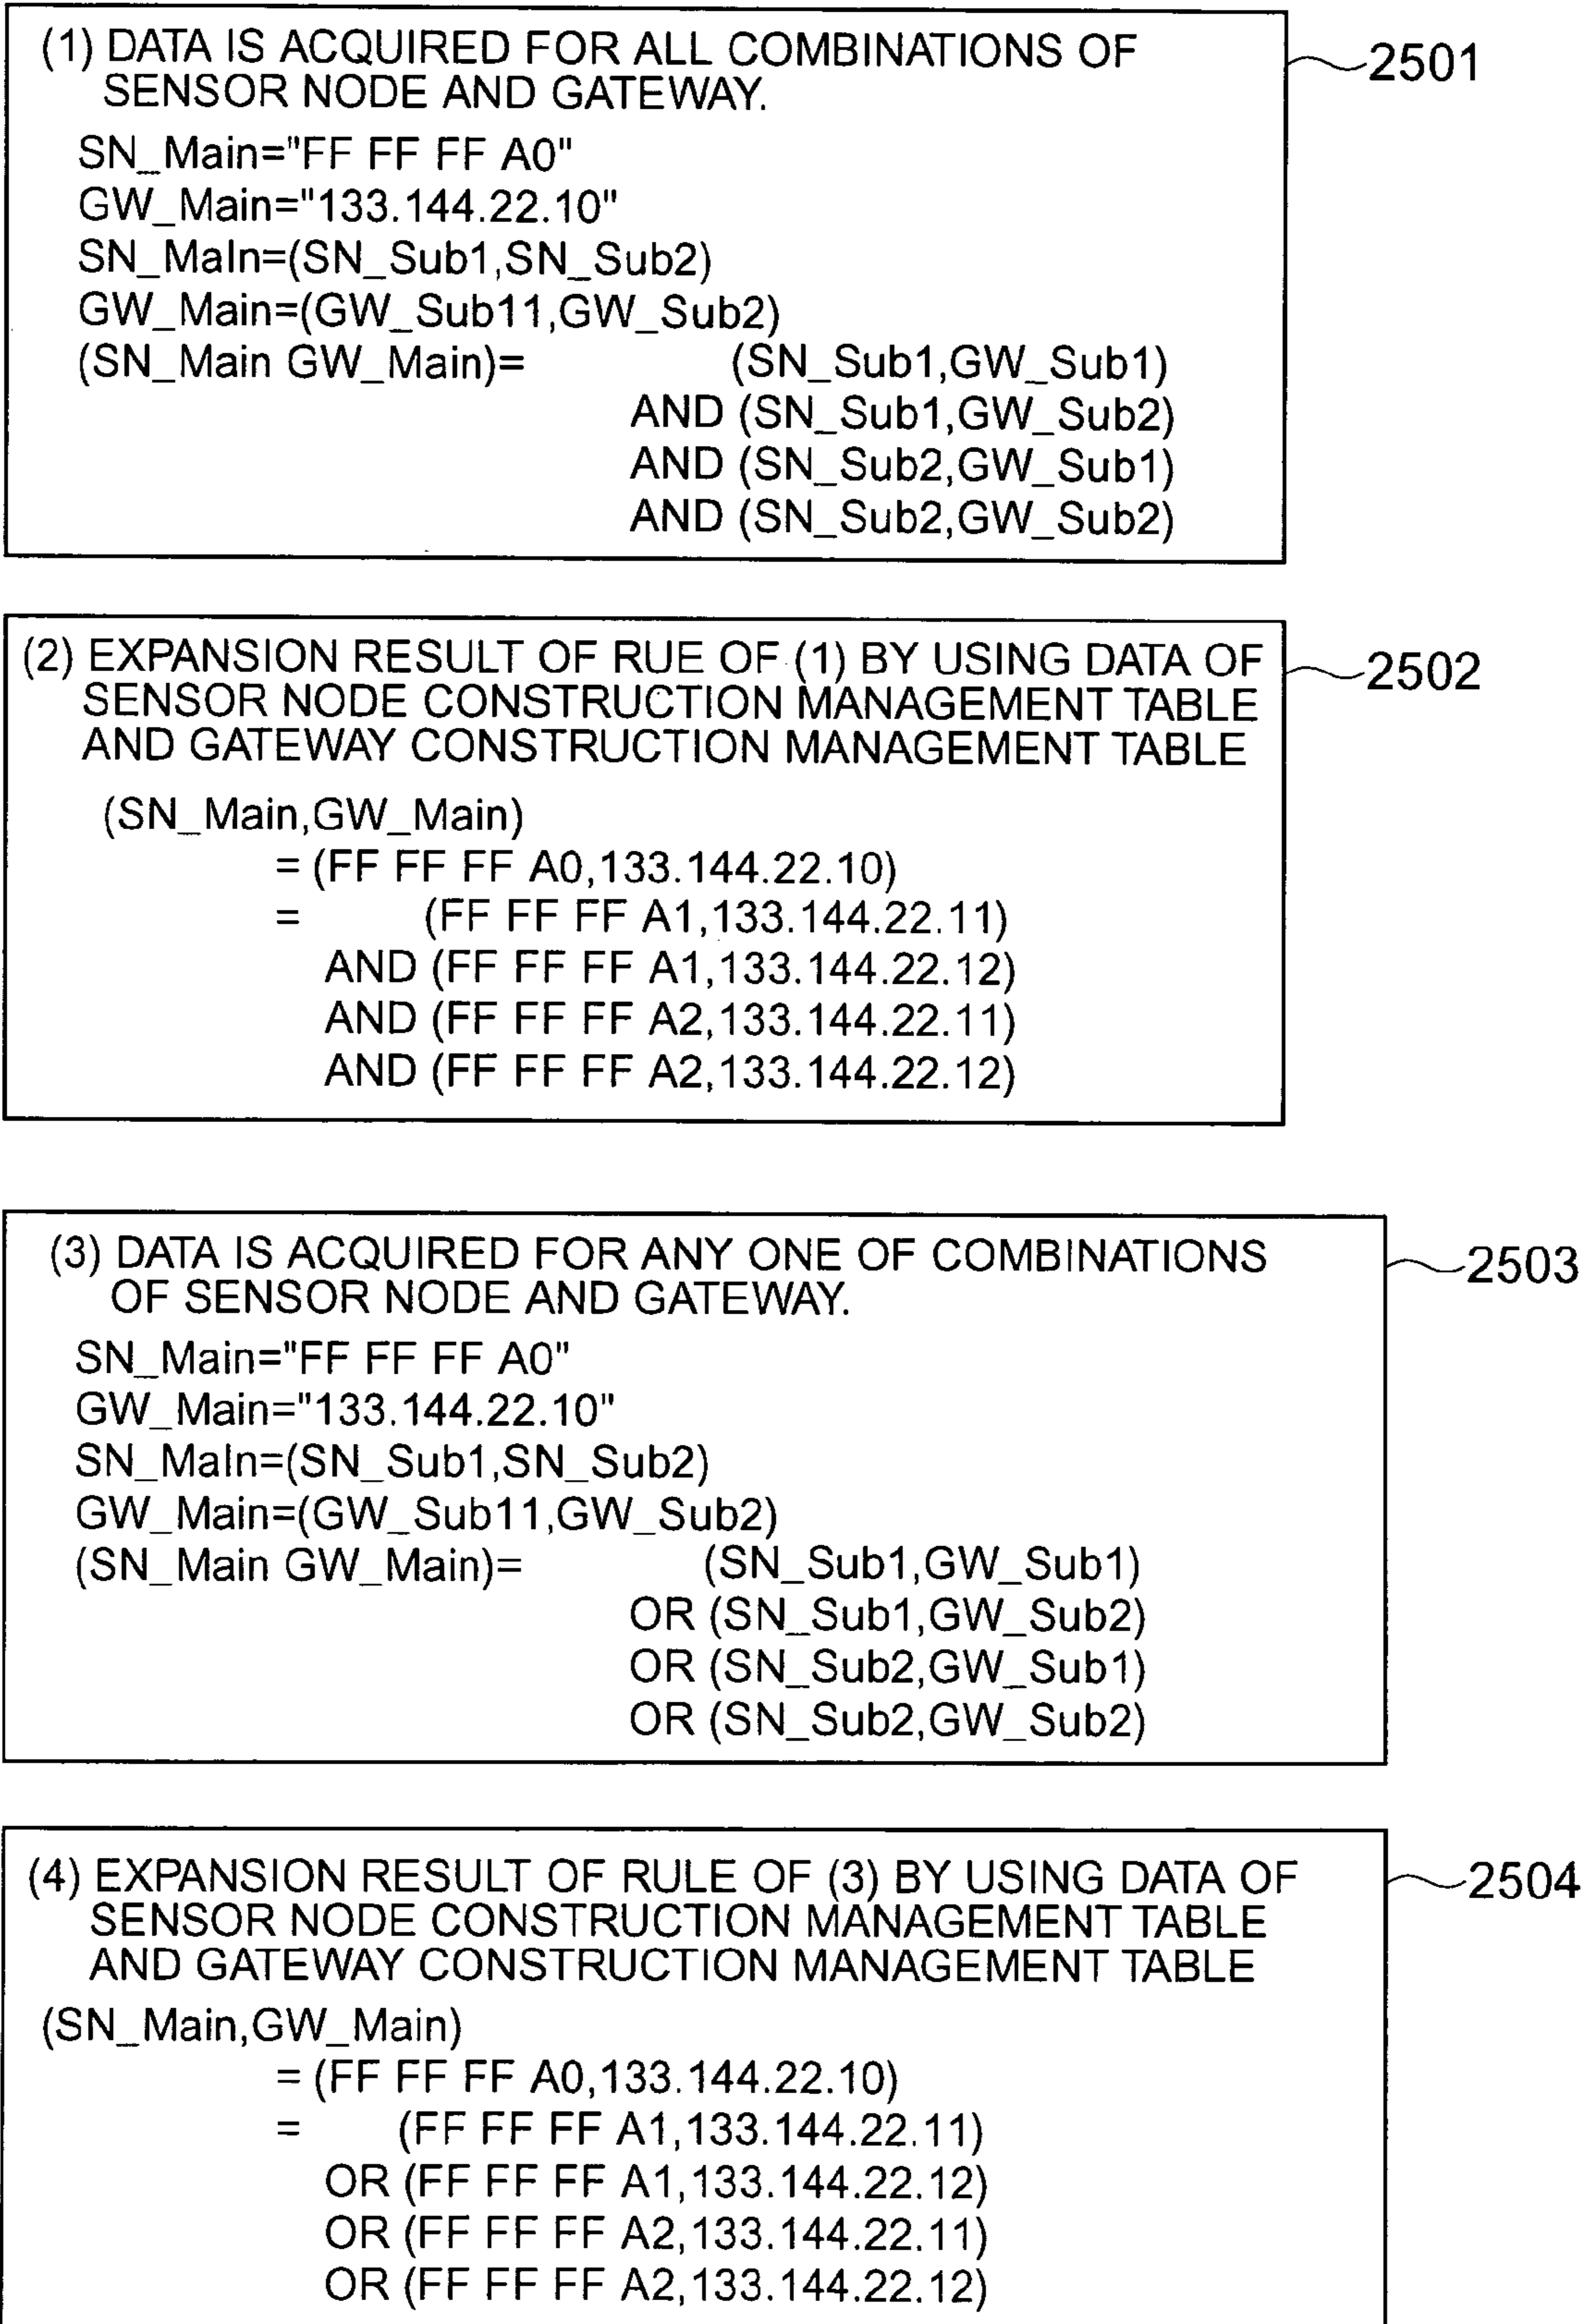 (1) DATA IS ACQUIRED FOR ALL COMBINATIONS OF
SENSOR NODE AND GATEWAY.
2501
SN_Main="FF FF FF A0"
GW_Main="133.144.22.10"
SN_MaIn=(SN_Sub1,SN_Sub2)
GW_Main=(GW_Sub11,GW_Sub2)
(SN_Main GW_Main)= (SN_Sub1,GW_Sub1)
AND (SN_Sub1,GW_Sub2)
AND (SN_Sub2,GW_Sub1)
AND (SN_Sub2,GW_Sub2)
(2) EXPANSION RESULT OF RUE OF (1) BY USING DATA OF
SENSOR NODE CONSTRUCTION MANAGEMENT TABLE
AND GATEWAY CONSTRUCTION MANAGEMENT TABLE
2502
(SN_Main,GW_Main)
= (FF FF FF A0,133.144.22.10)
= (FF FF FF A1,133.144.22.11)
AND (FF FF FF A1,133.144.22.12)
AND (FF FF FF A2,133.144.22.11)
AND (FF FF FF A2,133.144.22.12)
(3) DATA IS ACQUIRED FOR ANY ONE OF COMBINATIONS
OF SENSOR NODE AND GATEWAY.
2503
SN_Main="FF FF FF A0"
GW_Main="133.144.22.10"
SN_MaIn=(SN_Sub1,SN_Sub2)
GW_Main=(GW_Sub11,GW_Sub2)
(SN_Main GW_Main)= (SN_Sub1,GW_Sub1)
OR (SN_Sub1,GW_Sub2)
OR (SN_Sub2,GW_Sub1)
OR (SN_Sub2,GW_Sub2)
(4) EXPANSION RESULT OF RULE OF (3) BY USING DATA OF
SENSOR NODE CONSTRUCTION MANAGEMENT TABLE
AND GATEWAY CONSTRUCTION MANAGEMENT TABLE
2504
(SN_Main,GW_Main)
= (FF FF FF A0,133.144.22.10)
= (FF FF FF A1,133.144.22.11)
OR (FF FF FF A1,133.144.22.12)
OR (FF FF FF A2,133.144.22.11)
OR (FF FF FF A2,133.144.22.12)